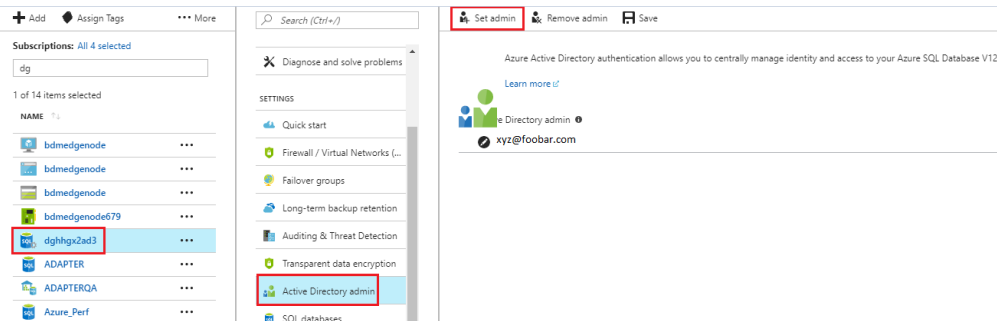 Add Assign Tags ••• More
Subscriptions: All 4 selected
dg
1 of 14 items selected
NAME ↑↓
bdmedgenode •••
bdmedgenode •••
bdmedgenode •••
bdmedgenode679 •••
dghhgx2ad3 •••
ADAPTER •••
ADAPTERQA •••
Azure_Perf •••
Search (Ctrl+/)
Diagnose and solve problems
SETTINGS
Quick start
Firewall / Virtual Networks (...
Failover groups
Long-term backup retention
Auditing & Threat Detection
Transparent data encryption
Active Directory admin
SQL databases
Set admin Remove admin Save
Azure Active Directory authentication allows you to centrally manage identity and access to your Azure SQL Database V12
Learn more
e Directory admin
xyz@foobar.com